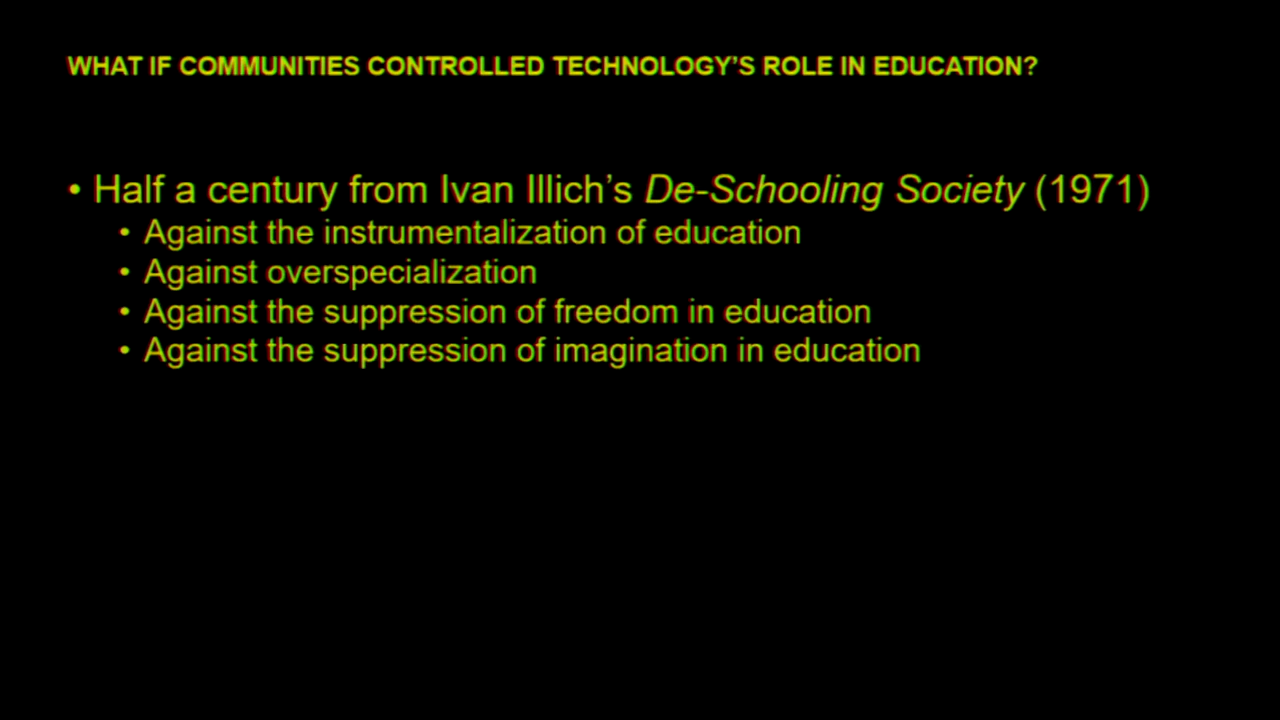 WHAT IF COMMUNITIES CONTROLLED TECHNOLOGY’S ROLE IN EDUCATION?
• Half a century from Ivan Illich’s De-Schooling Society (1971)
• Against the instrumentalization of education
• Against overspecialization
• Against the suppression of freedom in education
• Against the suppression of imagination in education